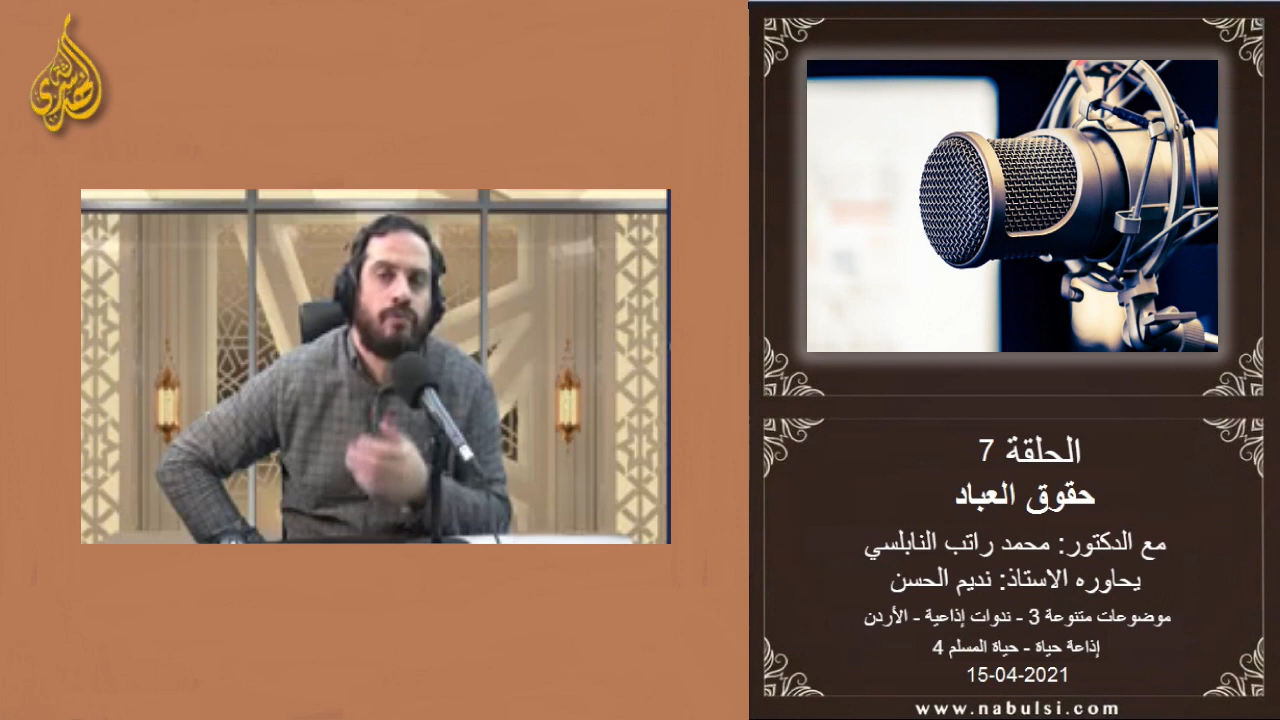 الحلقة 7
حقوق العباد
مع الدكتور: محمد راتب النابلسي
يحاوره الاستاذ: نديم الحسن
موضوعات متنوعة 3 - ندوات إذاعية - الأردن
إذاعة حياة - حياة المسلم 4
15-04-2021
www.nabulsi.com